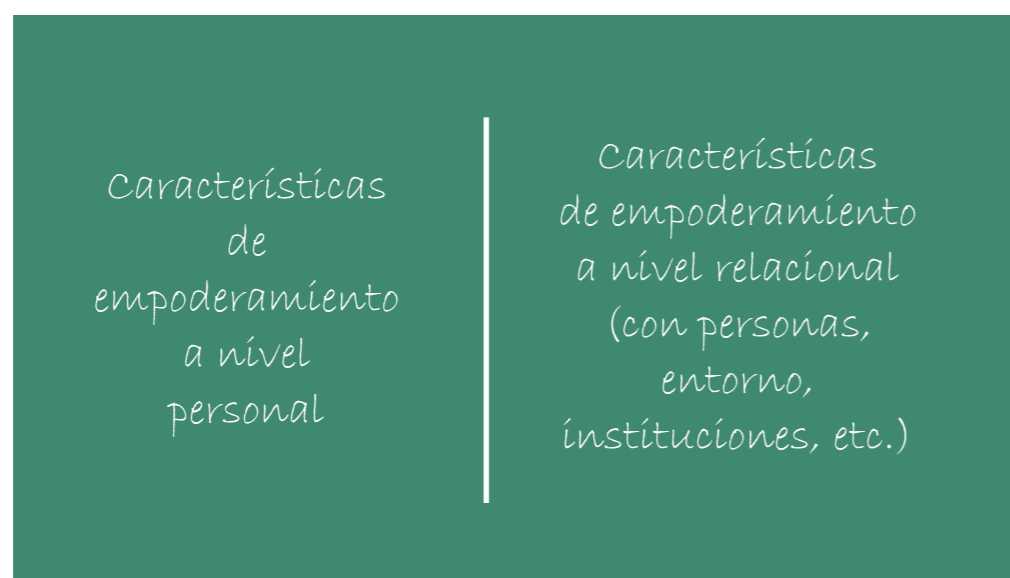 Características
de
empoderamiento
a nivel
personal
Características
de empoderamiento
a nivel relacional
(con personas,
entorno,
instituciones, etc.)